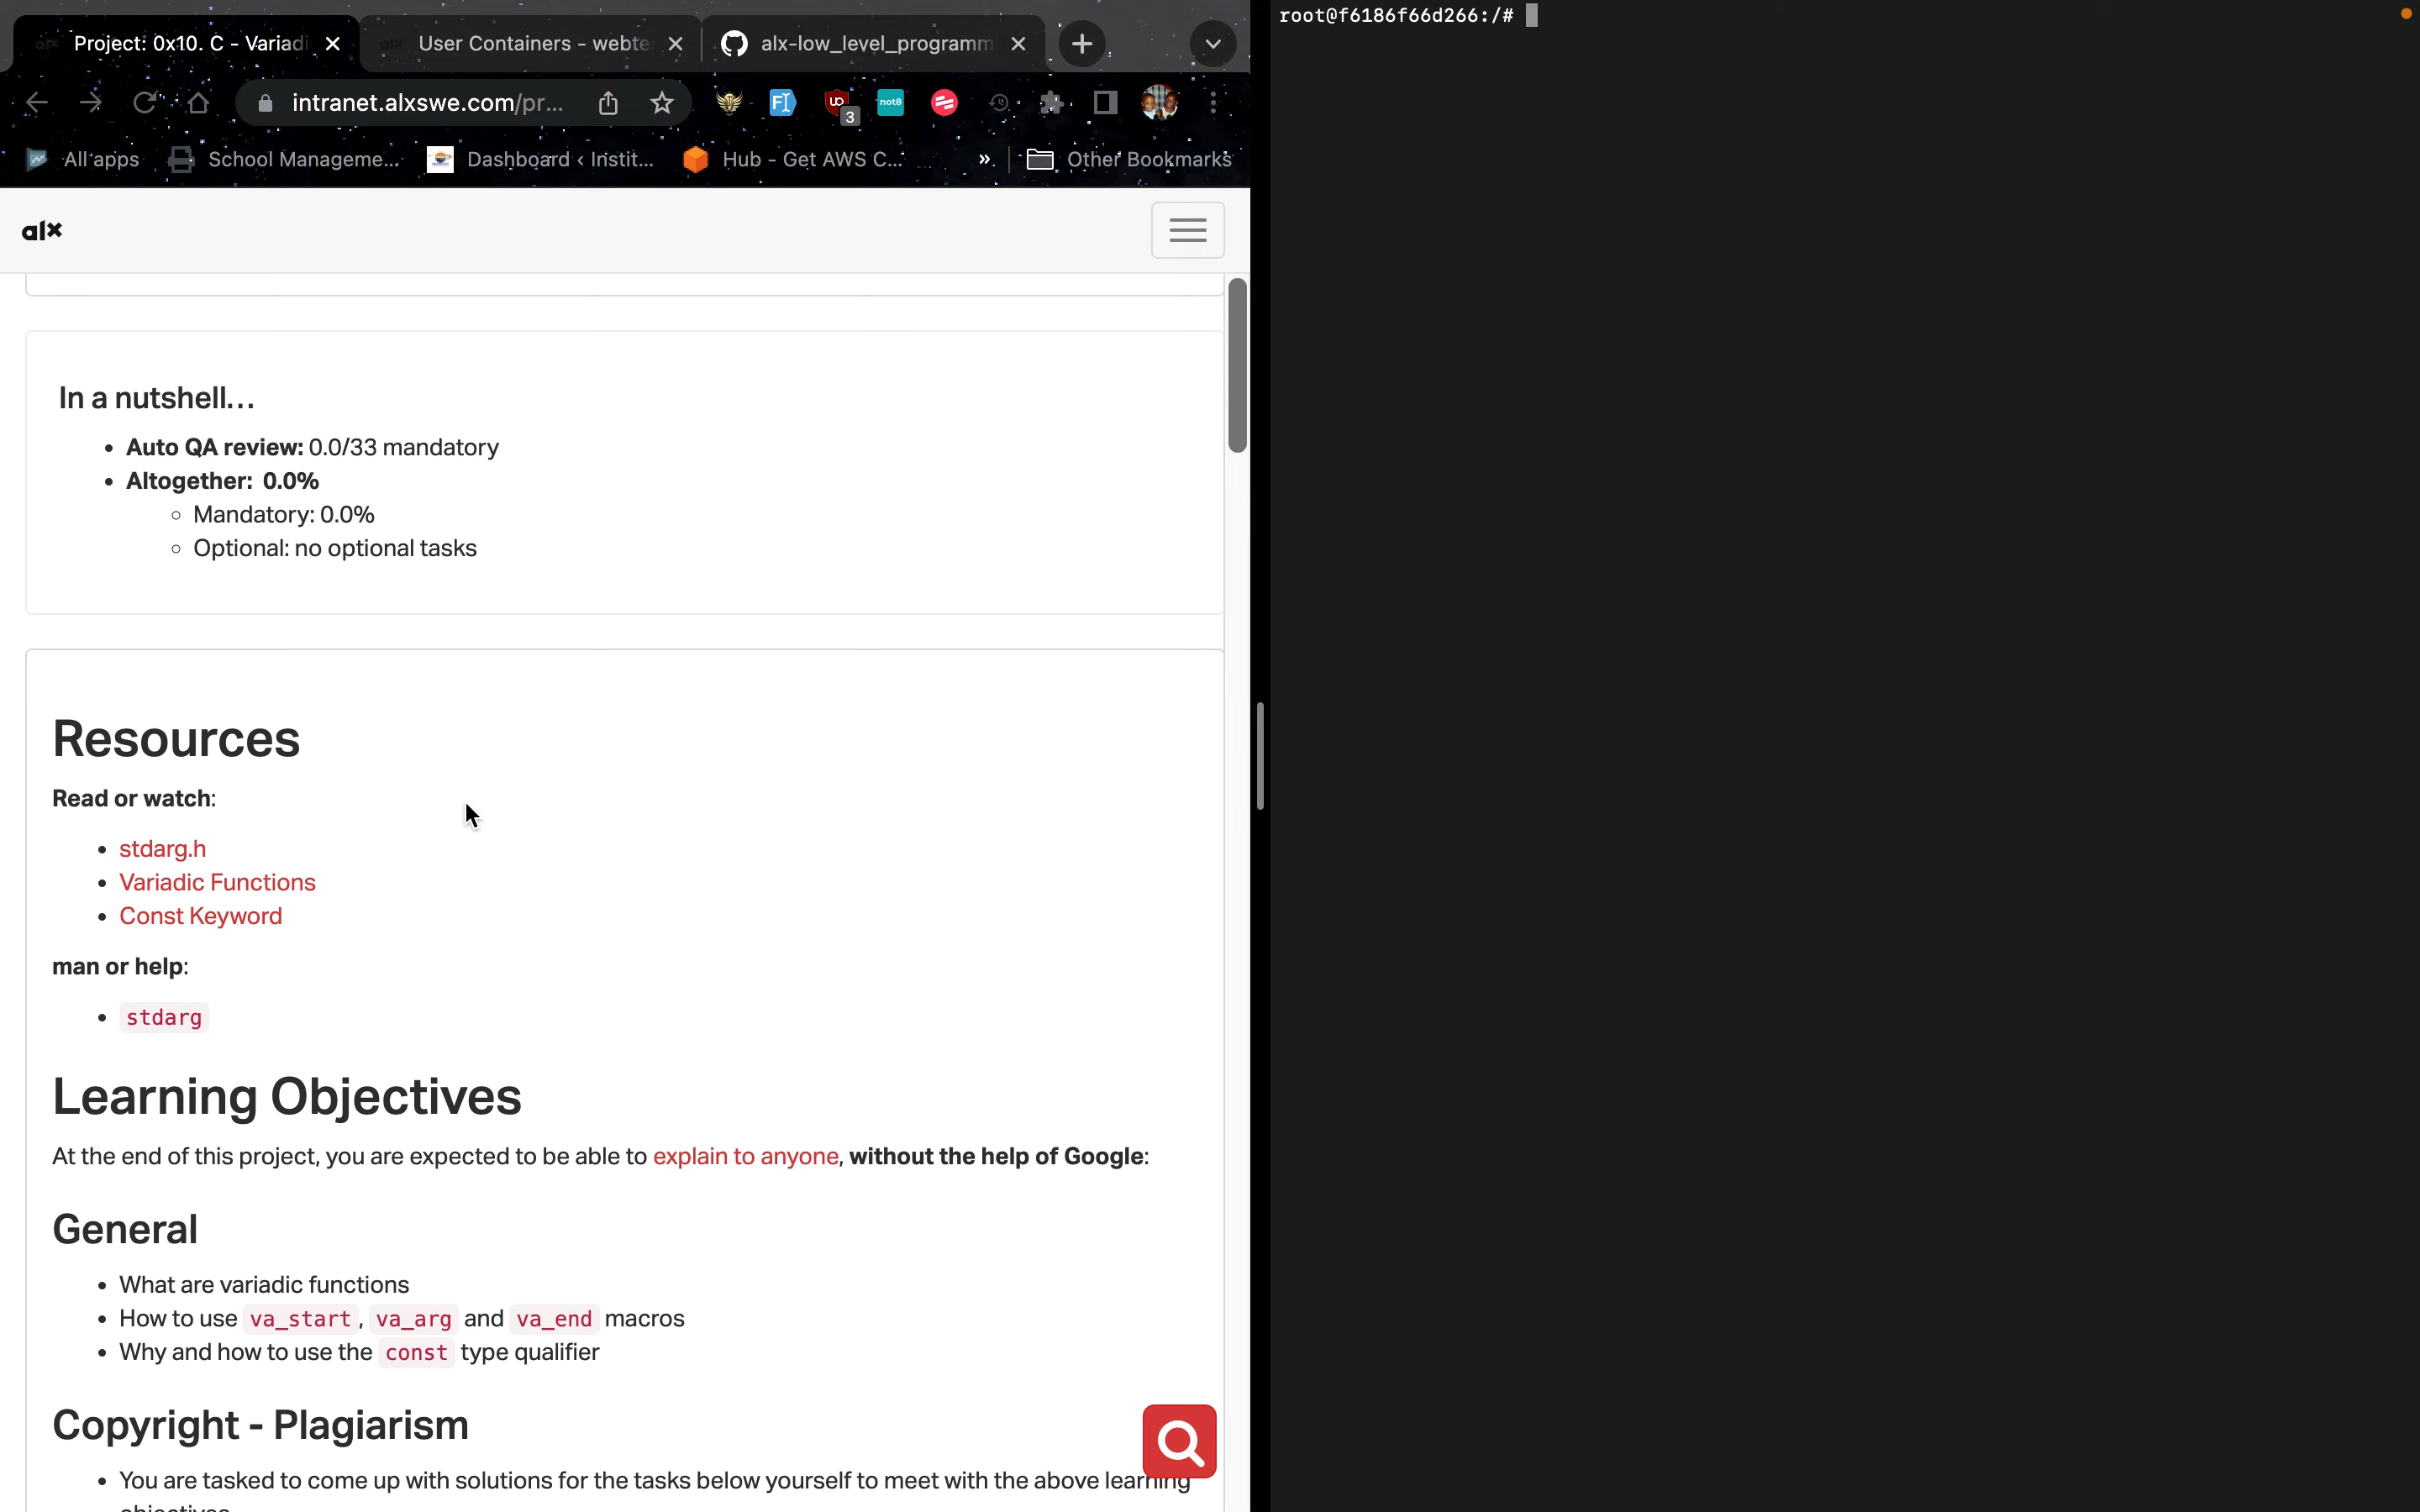 Project: 0x10. C - Variadi
User Containers - webte
alx-low_level_programm
intranet.alxswe.com/pr...
3
not8
All apps
School Manageme...
Dashboard ‹ Instit...
Hub - Get AWS C...
»
Other Bookmarks
alx
In a nutshell…
• Auto QA review: 0.0/33 mandatory
• Altogether: 0.0%
○ Mandatory: 0.0%
○ Optional: no optional tasks
Resources
Read or watch:
• stdarg.h
• Variadic Functions
• Const Keyword
man or help:
• stdarg
Learning Objectives
At the end of this project, you are expected to be able to explain to anyone, without the help of Google:
General
• What are variadic functions
• How to use va_start, va_arg and va_end macros
• Why and how to use the const type qualifier
Copyright - Plagiarism
• You are tasked to come up with solutions for the tasks below yourself to meet with the above learning
root@f6186f66d266:/#